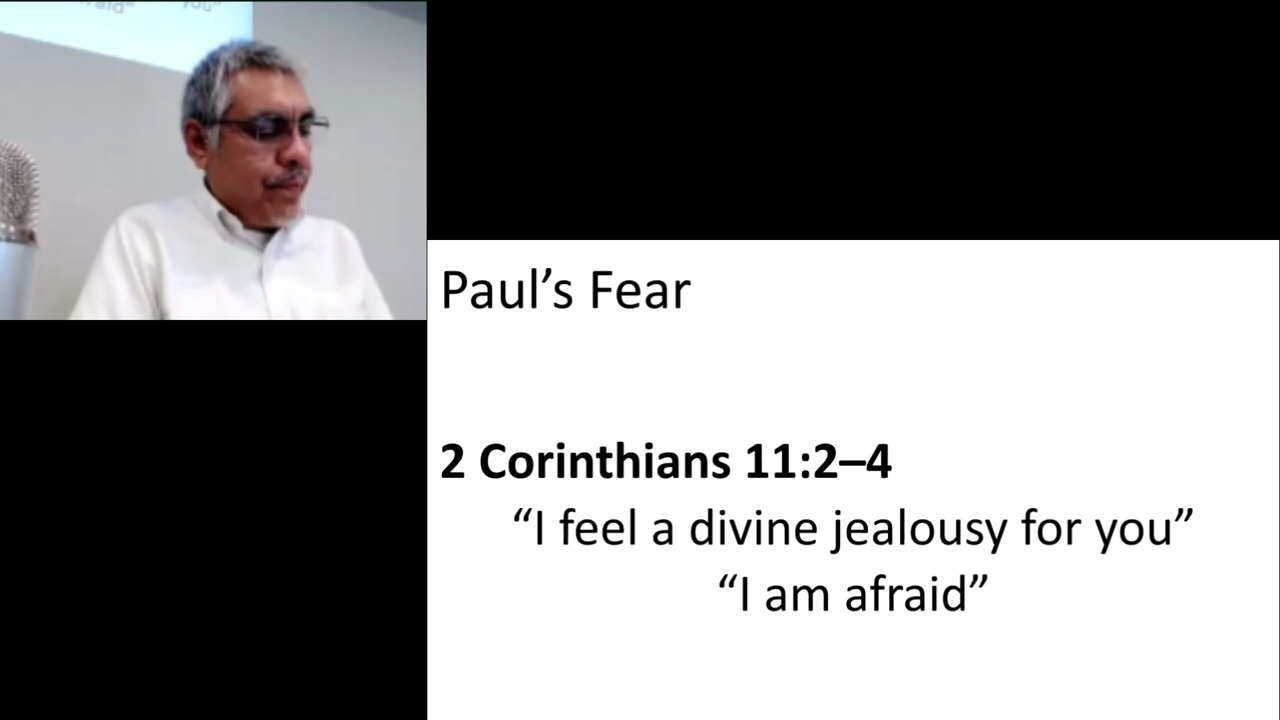 Paul’s Fear
2 Corinthians 11:2–4
“I feel a divine jealousy for you”
“I am afraid”